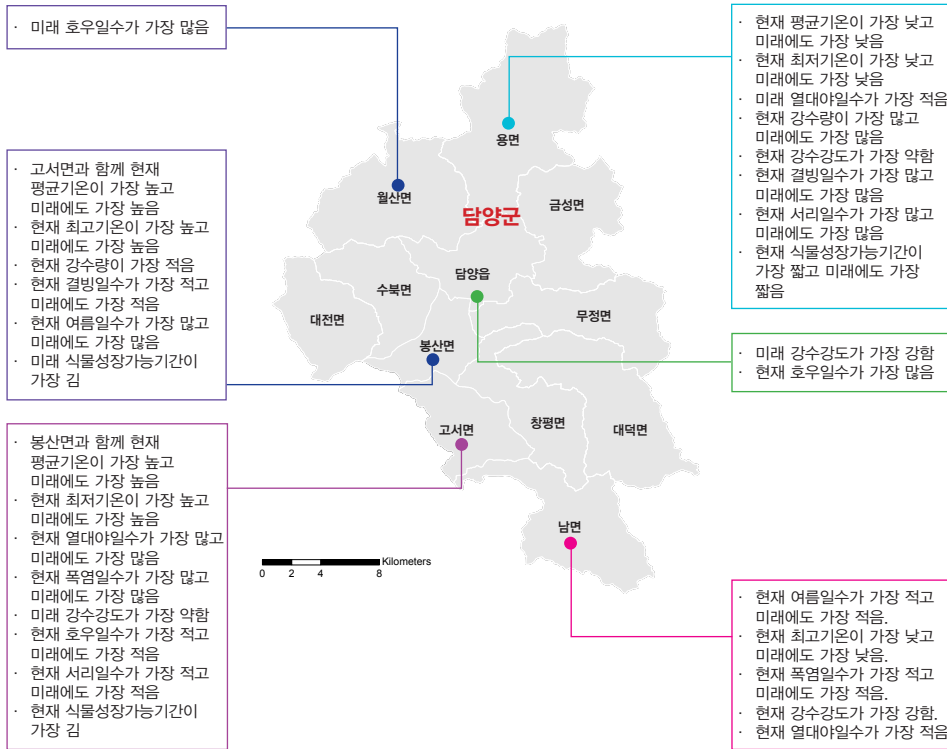 · 미래 호우일수가 가장 많음
· 현재 평균기온이 가장 낮고
미래에도 가장 낮음
· 현재 최저기온이 가장 낮고
미래에도 가장 낮음
· 미래 열대야일수가 가장 적음
· 현재 강수량이 가장 많고
미래에도 가장 많음
· 현재 강수강도가 가장 약함
· 현재 결빙일수가 가장 많고
미래에도 가장 많음
· 현재 서리일수가 가장 많고
미래에도 가장 많음
· 현재 식물성장가능기간이
가장 짧고 미래에도 가장
짧음
· 고서면과 함께 현재
평균기온이 가장 높고
미래에도 가장 높음
· 현재 최고기온이 가장 높고
미래에도 가장 높음
· 현재 강수량이 가장 적음
· 현재 결빙일수가 가장 적고
미래에도 가장 적음
· 현재 여름일수가 가장 많고
미래에도 가장 많음
· 미래 식물성장가능기간이
가장 김
용면
월산면
담양군
금성면
담양읍
수북면
대전면
무정면
봉산면
고서면
창평면
대덕면
남면
· 미래 강수강도가 가장 강함
· 현재 호우일수가 가장 많음
· 봉산면과 함께 현재
평균기온이 가장 높고
미래에도 가장 높음
· 현재 최저기온이 가장 높고
미래에도 가장 높음
· 현재 열대야일수가 가장 많고
미래에도 가장 많음
· 현재 폭염일수가 가장 많고
미래에도 가장 많음
· 미래 강수강도가 가장 약함
· 현재 호우일수가 가장 적고
미래에도 가장 적음
· 현재 서리일수가 가장 적고
미래에도 가장 적음
· 현재 식물성장가능기간이
가장 김
Kilometers
0 2 4 8
· 현재 여름일수가 가장 적고
미래에도 가장 적음.
· 현재 최고기온이 가장 낮고
미래에도 가장 낮음.
· 현재 폭염일수가 가장 적고
미래에도 가장 적음.
· 현재 강수강도가 가장 강함.
· 현재 열대야일수가 가장 적음